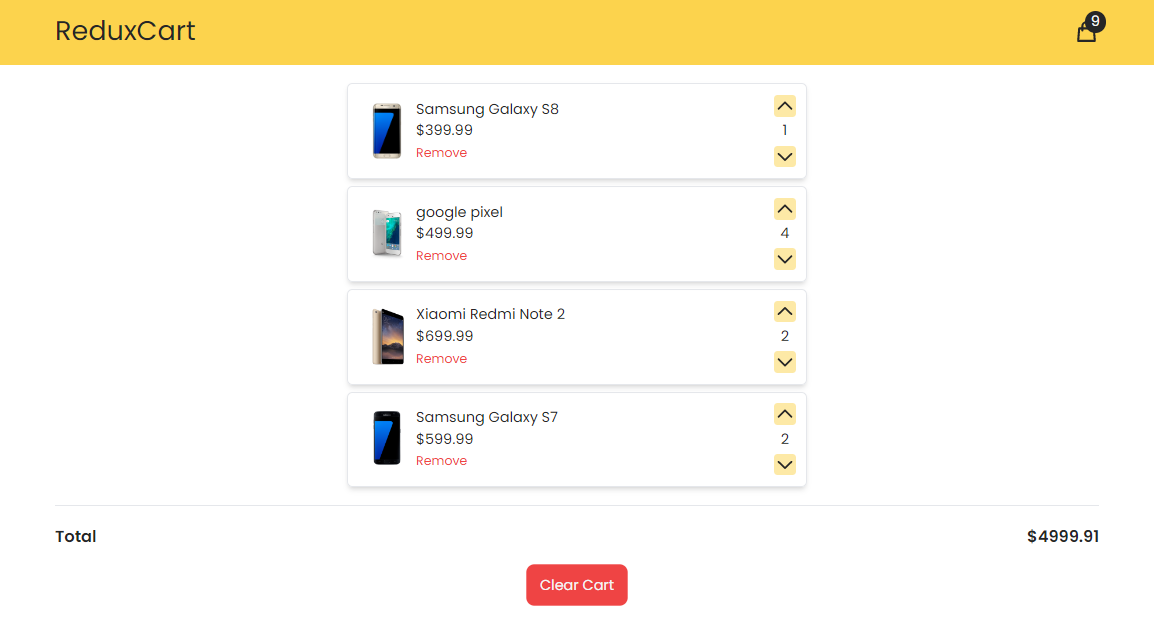 ReduxCart
9
Samsung Galaxy S8
$399.99
1
Remove
google pixel
$499.99
4
Remove
Xiaomi Redmi Note 2
$699.99
2
Remove
Samsung Galaxy S7
$599.99
2
Remove
Total $4999.91
Clear Cart